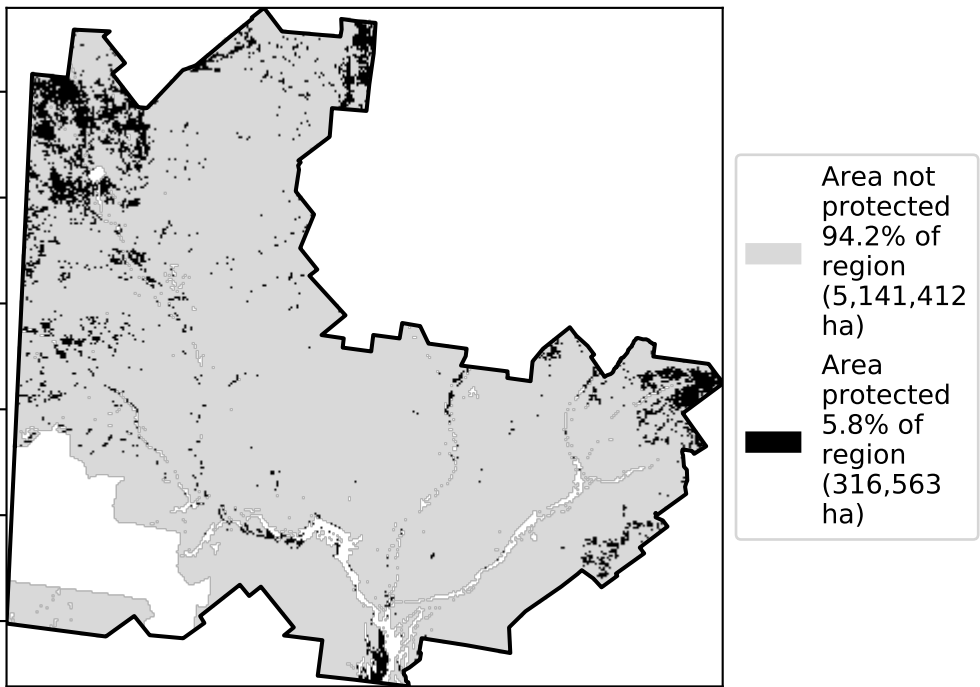 Area not
protected
94.2% of
region
(5,141,412
ha)
Area
protected
5.8% of
region
(316,563
ha)